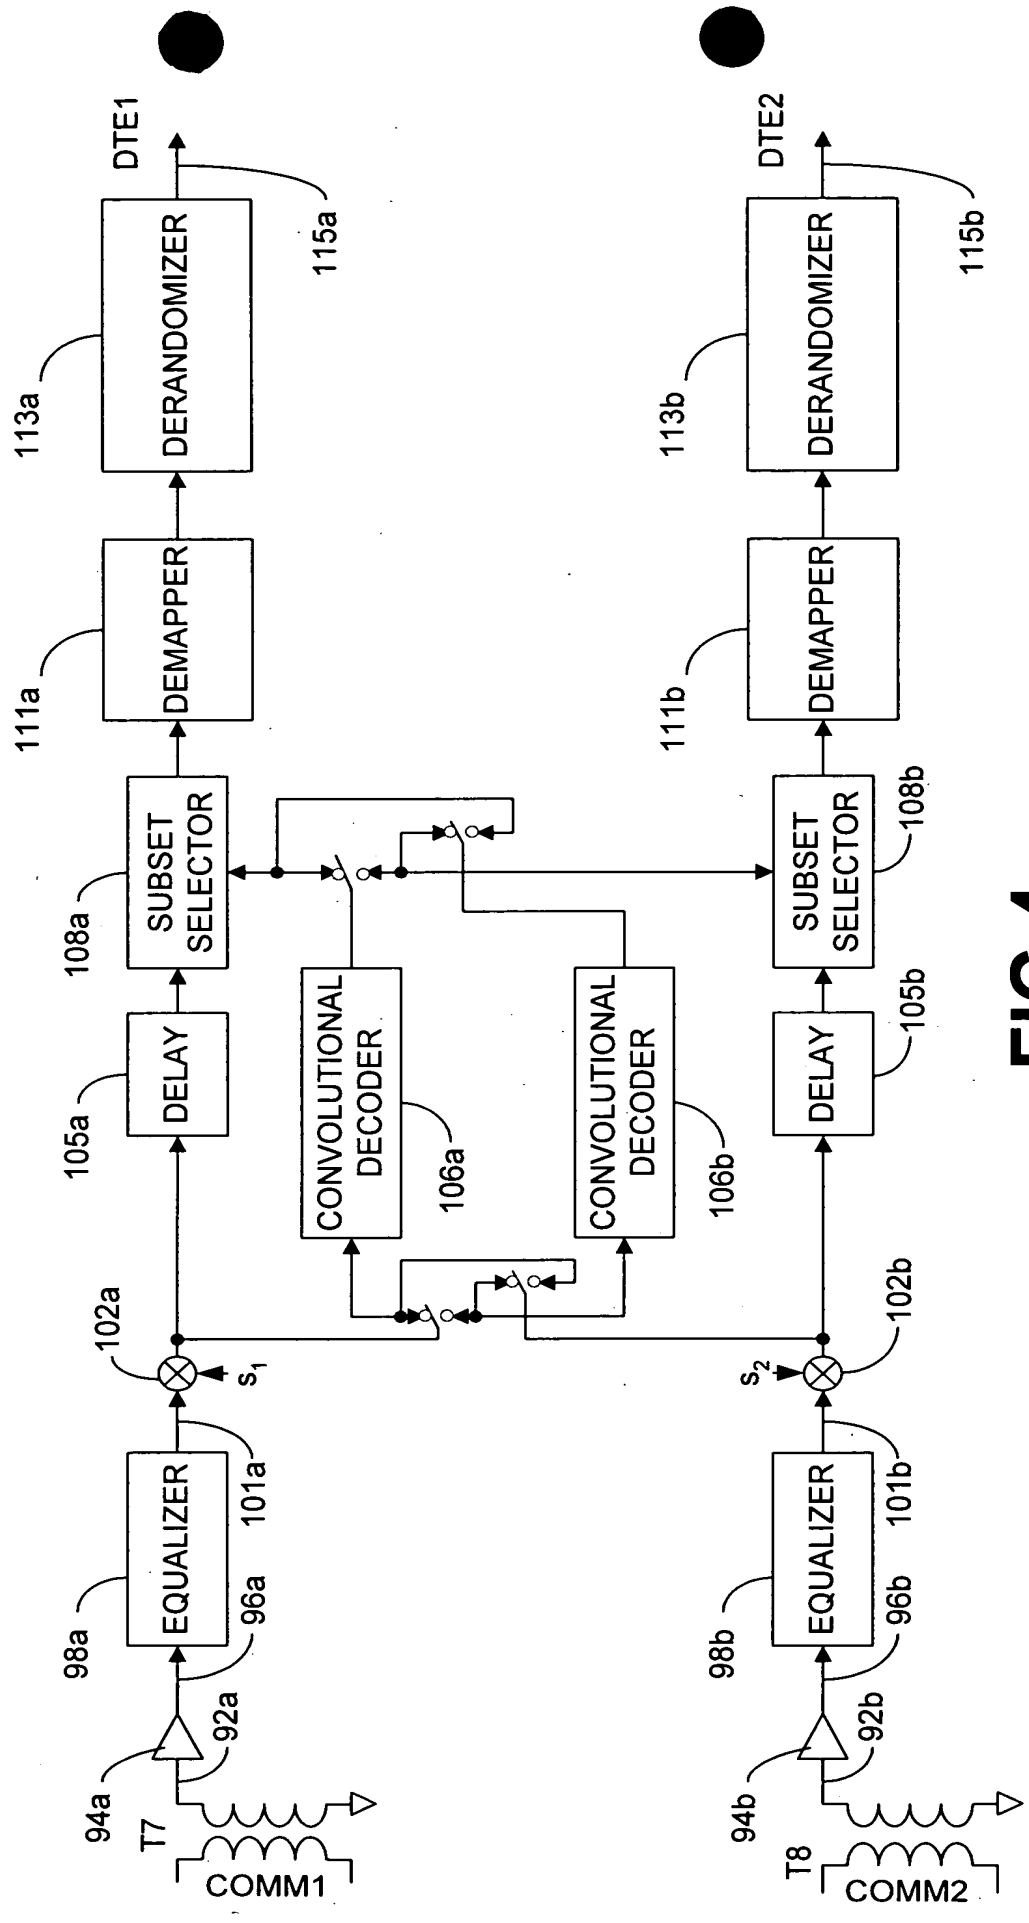 COMM1
T7
94a
92a
96a
98a
EQUALIZER
101a
102a
s1
105a
DELAY
CONVOLUTIONAL
DECODER
106a
108a
SUBSET
SELECTOR
111a
DEMAPPER
113a
DERANDOMIZER
115a
DTE1
COMM2
T8
94b
92b
96b
98b
EQUALIZER
101b
102b
s2
CONVOLUTIONAL
DECODER
106b
DELAY
105b
SUBSET
SELECTOR
108b
111b
DEMAPPER
113b
DERANDOMIZER
115b
DTE2